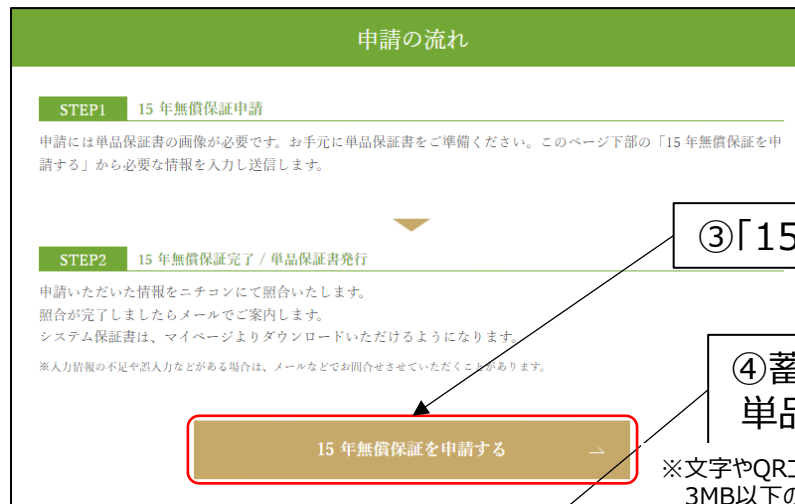 申請の流れ
STEP1 15 年無償保証申請
申請には単品保証書の画像が必要です。お手元に単品保証書をご準備ください。このページ下部の「15 年無償保証を申
請する」から必要な情報を入力し送信します。
③「15
STEP2 15 年無償保証完了 / 単品保証書発行
申請いただいた情報をニチコンにて照合いたします。
照合が完了しましたらメールでご案内します。
システム保証書は、マイページよりダウンロードいただけるようになります。
※入力情報の不足や誤入力などがある場合は、メールなどでお問合せさせていただくことがあります。
④蓄
単品
15 年無償保証を申請する →
※文字やQRコ
3MB以下の